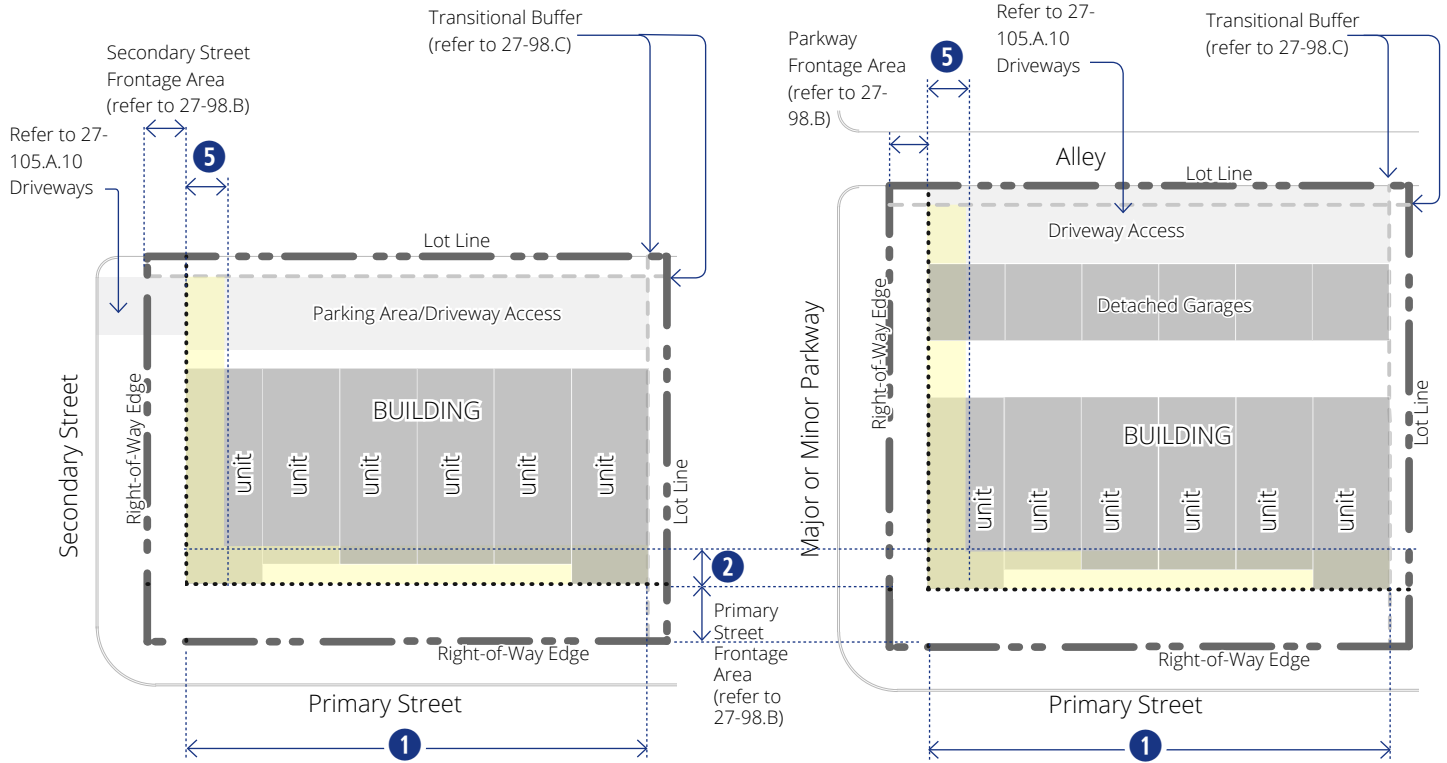 Transitional Buffer
(refer to 27-98.C)
Secondary Street
Frontage Area
(refer to 27-98.B)
Refer to 27-
105.A.10
Driveways
5
Lot Line
Parking Area/Driveway Access
BUILDING
unit
unit
unit
unit
unit
unit
Secondary Street
Right-of-Way Edge
Lot Line
2
Primary
Street
Frontage
Area
(refer to
27-98.B)
Right-of-Way Edge
Primary Street
1
Refer to 27-
105.A.10
Driveways
Transitional Buffer
(refer to 27-98.C)
Parkway
Frontage Area
(refer to 27-
98.B)
5
Alley
Lot Line
Driveway Access
Detached Garages
BUILDING
unit
unit
unit
unit
unit
unit
Major or Minor Parkway
Right-of-Way Edge
Lot Line
Right-of-Way Edge
Primary Street
1